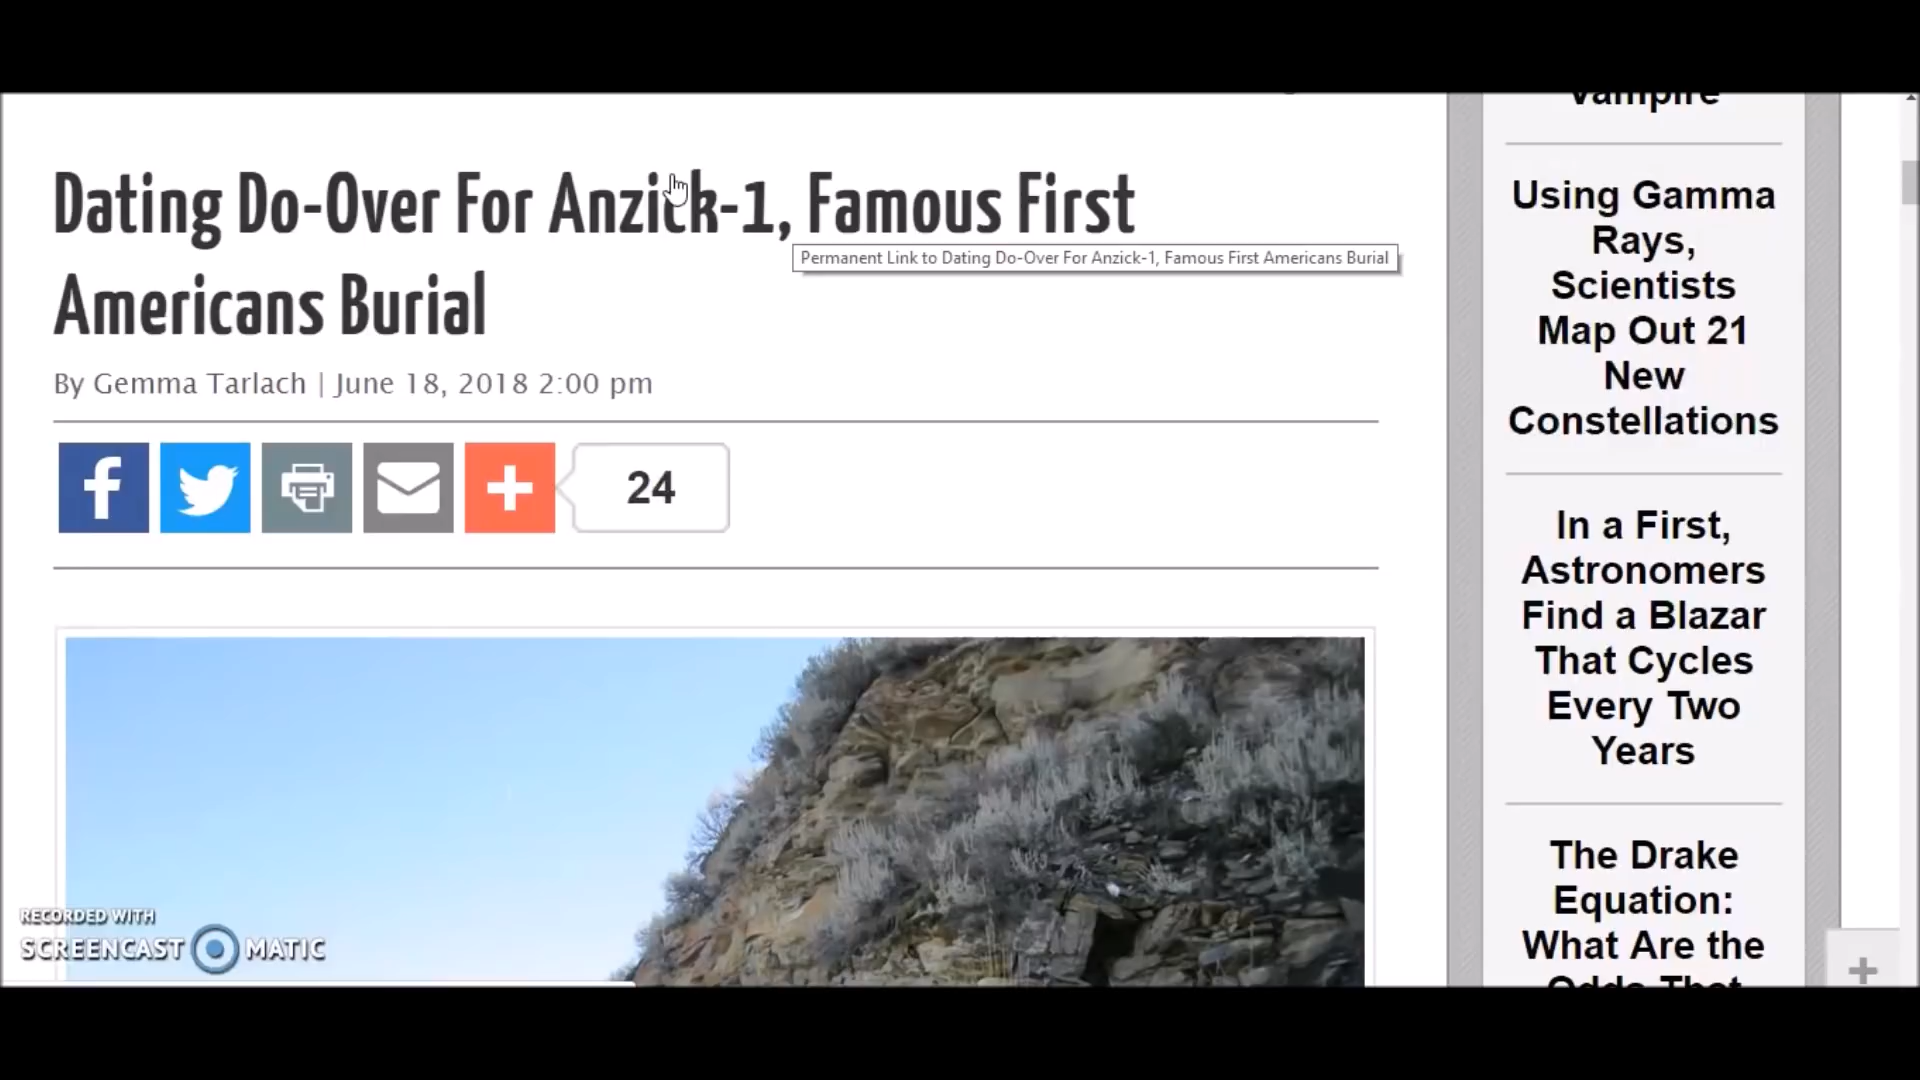 Dating Do-Over For Anzick-1, Famous First
Permanent Link to Dating Do-Over For Anzick-1, Famous First Americans Burial
Americans Burial
By Gemma Tarlach | June 18, 2018 2:00 pm
24
RECORDED WITH
SCREENCAST MATIC
Vampire
Using Gamma
Rays,
Scientists
Map Out 21
New
Constellations
In a First,
Astronomers
Find a Blazar
That Cycles
Every Two
Years
The Drake
Equation:
What Are the
Odds That